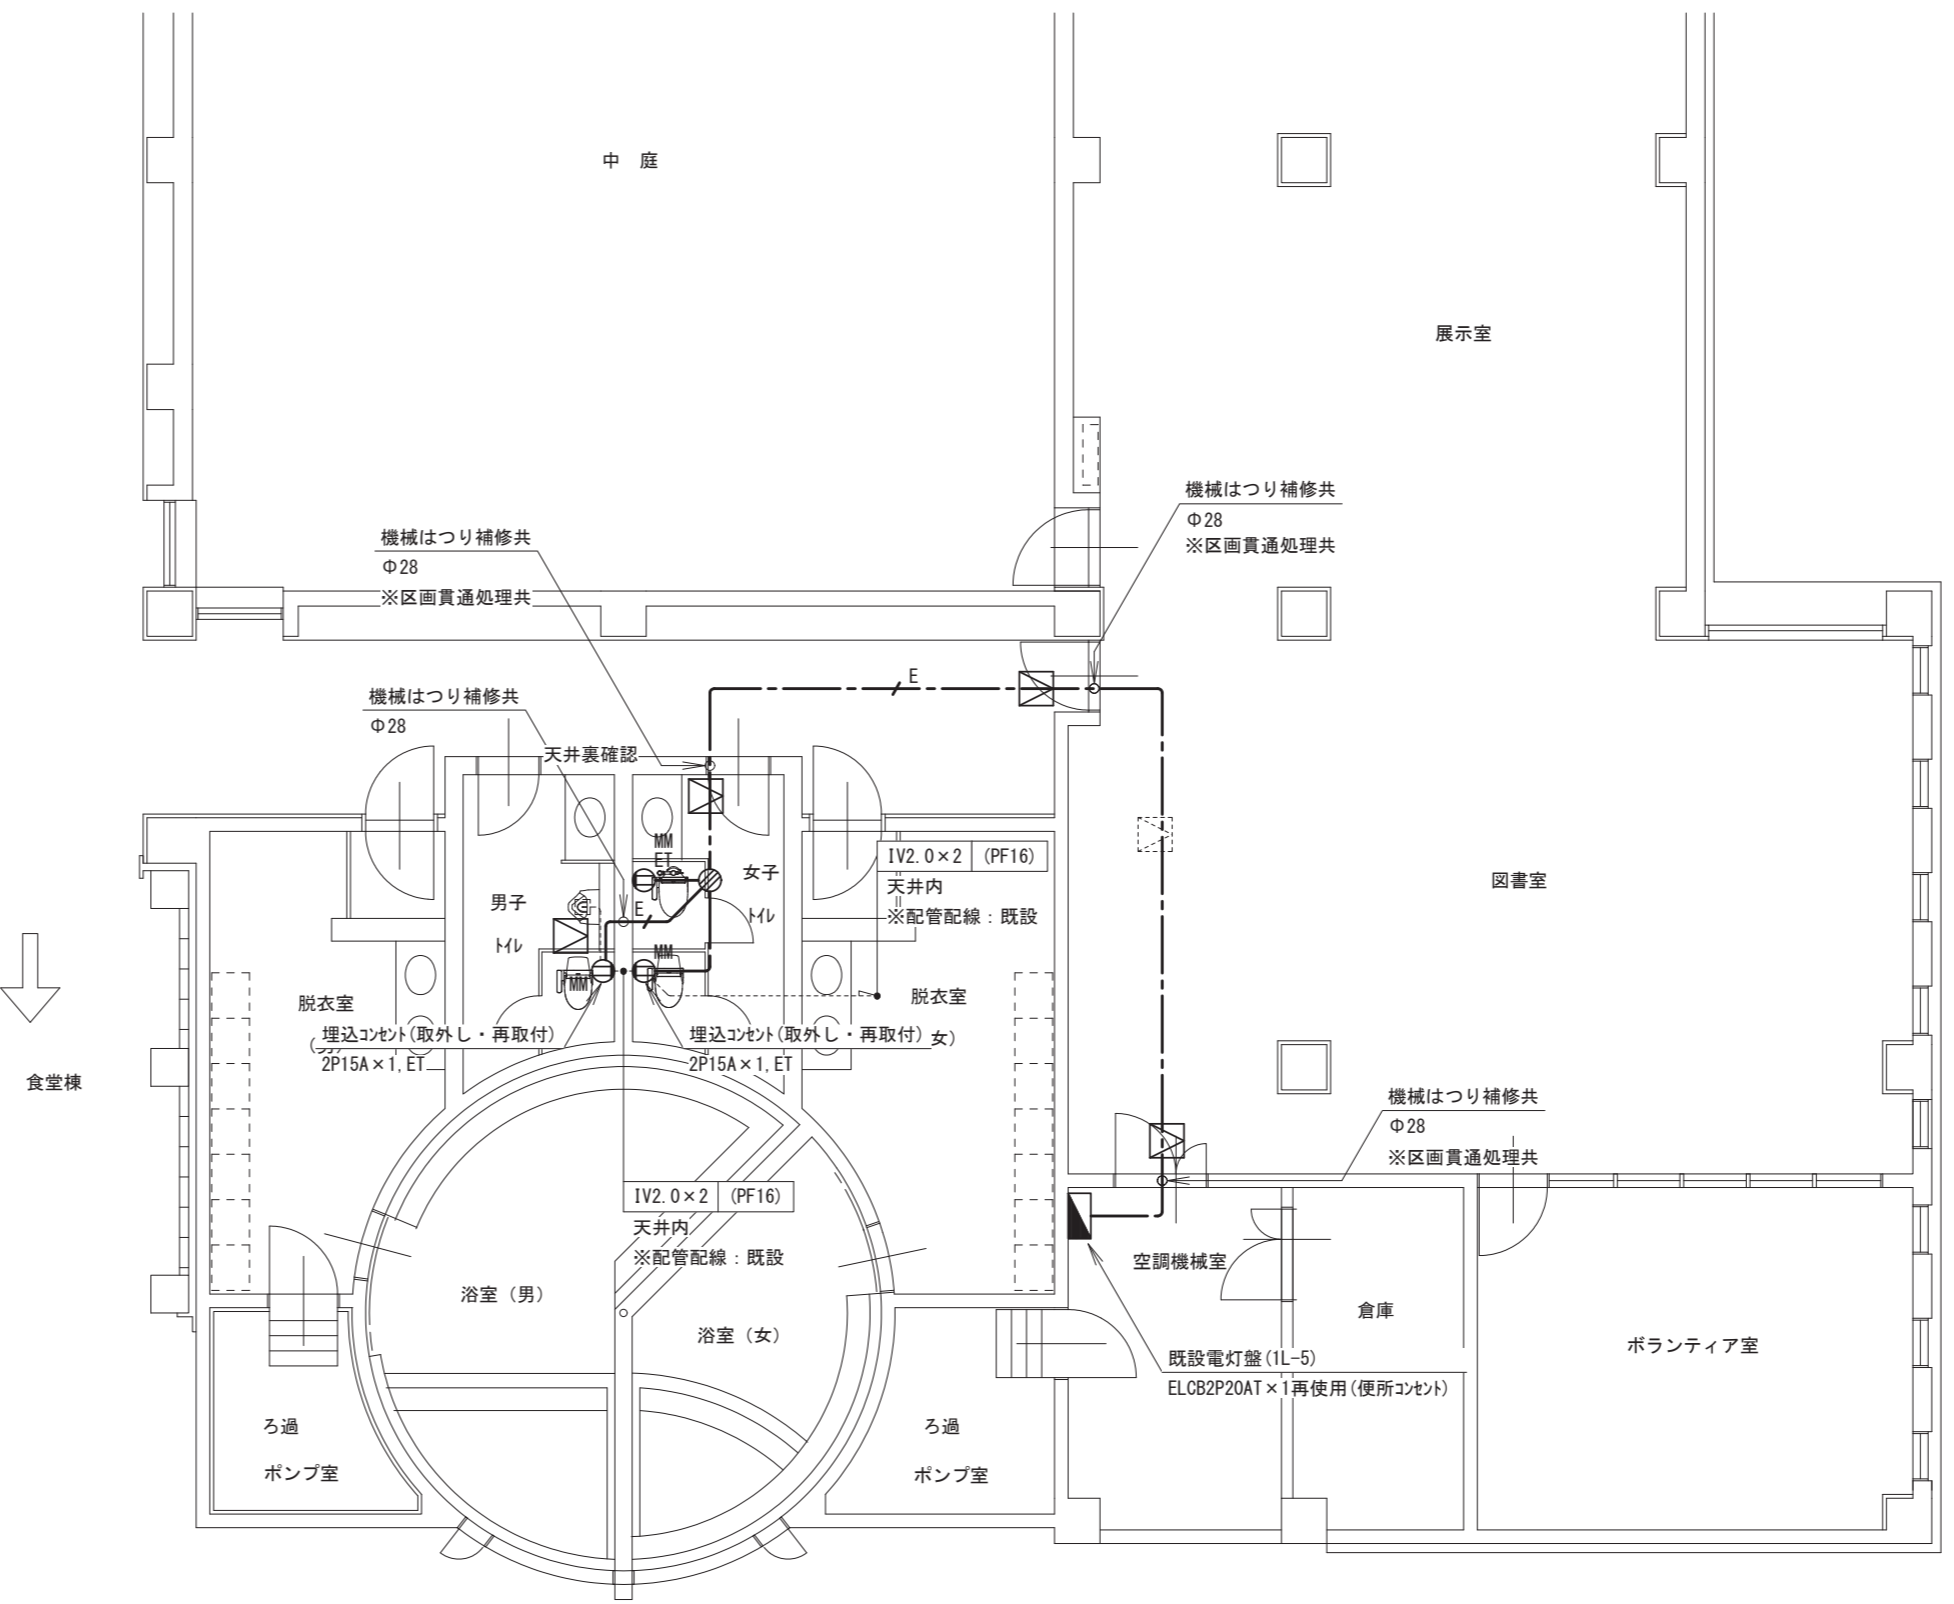 中　庭
展示室
機械はつり補修共
Φ28
※区画貫通処理共
機械はつり補修共
Φ28
※区画貫通処理共
E
機械はつり補修共
Φ28
天井裏確認
MM
ET
IV2.0×2 (PF16)
天井内
※配管配線：既設
女子
ﾄｲﾚ
男子
ﾄｲﾚ
E
MM
MM
図書室
脱衣室
脱衣室
女）
埋込ｺﾝｾﾝﾄ(取外し・再取付)
2P15A×1,ET
埋込ｺﾝｾﾝﾄ(取外し・再取付)
2P15A×1,ET
食堂棟
機械はつり補修共
Φ28
※区画貫通処理共
IV2.0×2 (PF16)
天井内
※配管配線：既設
空調機械室
浴室（男）
浴室（女）
倉庫
ボランティア室
既設電灯盤(1L-5)
ELCB2P20AT×1再使用(便所ｺﾝｾﾝﾄ)
ろ過
ポンプ室
ろ過
ポンプ室